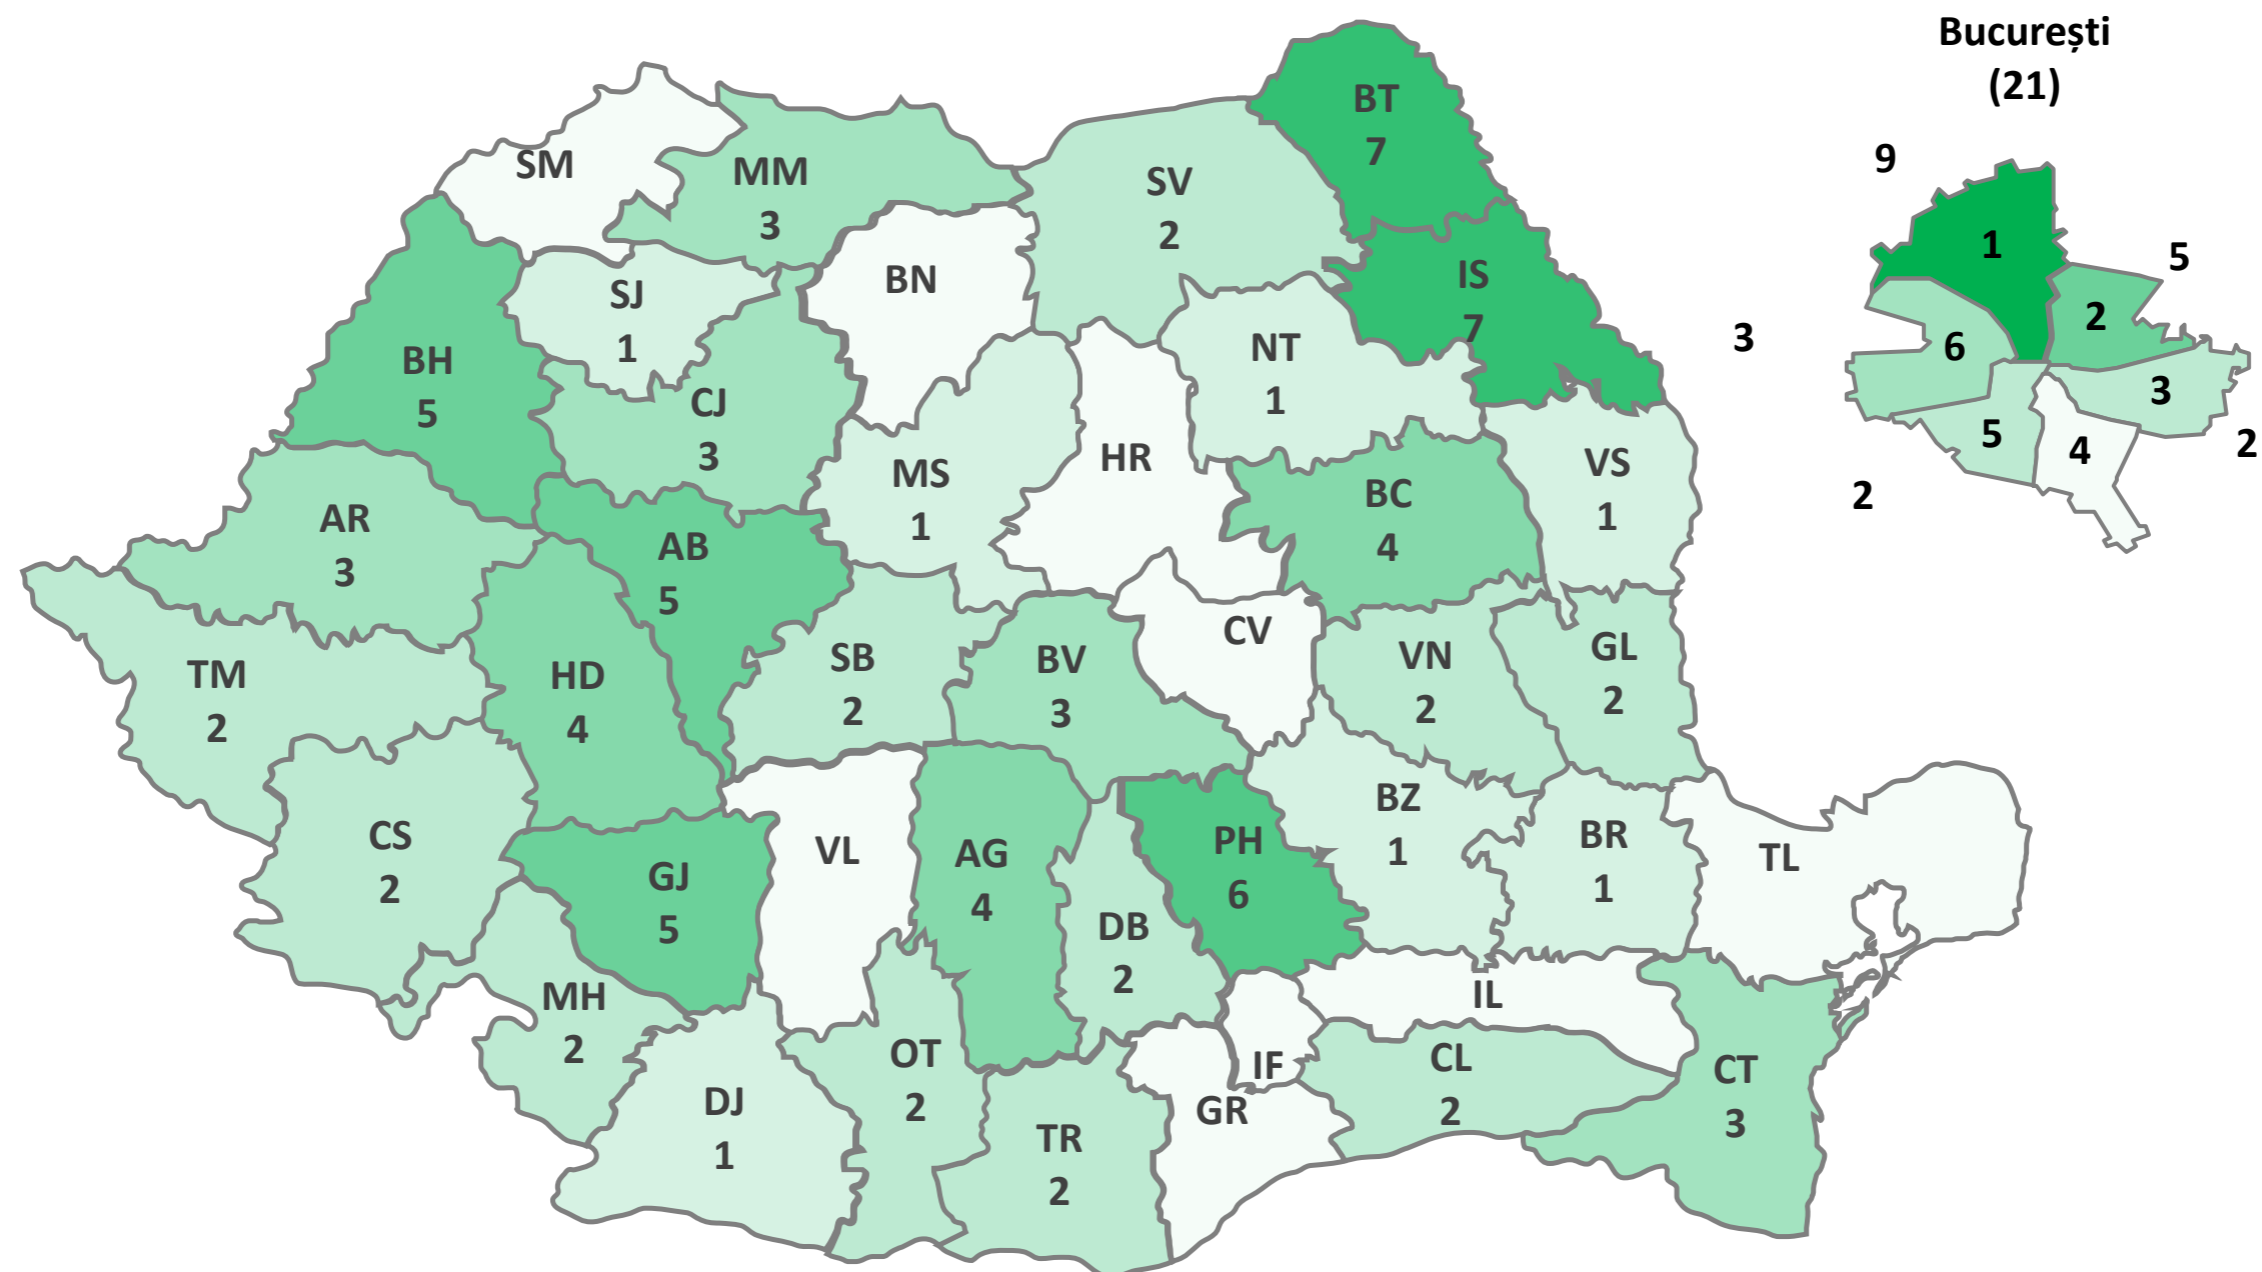 București
(21)
9
1
5
2
3
6
3
5
4
2
2
BT
7
SM
MM
3
SV
2
BN
IS
7
SJ
1
BH
5
CJ
3
NT
1
HR
MS
1
VS
1
BC
4
AR
3
AB
5
CV
TM
2
HD
4
SB
2
BV
3
VN
2
GL
2
CS
2
GJ
5
VL
AG
4
PH
6
BZ
1
BR
1
TL
DB
2
MH
2
IL
OT
2
IF
CL
2
CT
3
DJ
1
GR
TR
2